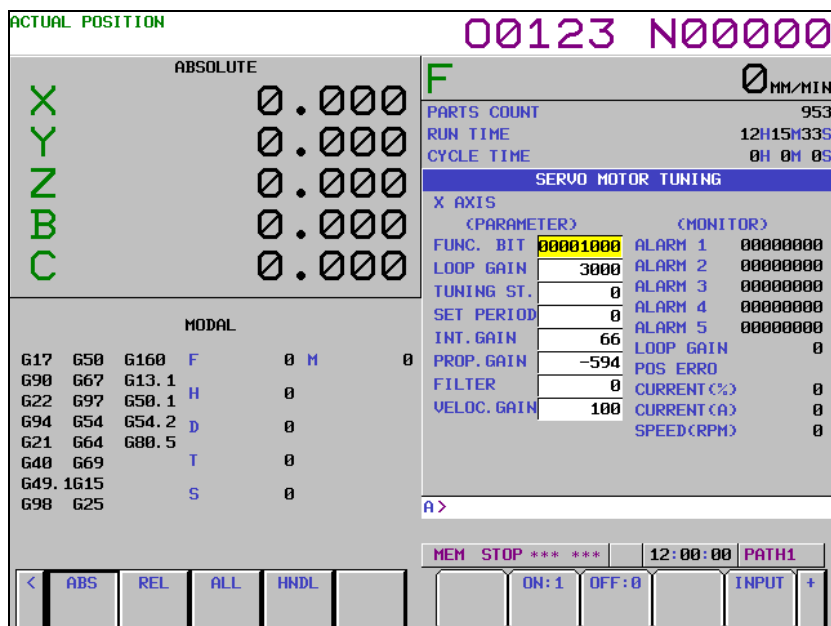 ACTUAL POSITION
O0123 N00000
ABSOLUTE
X 0.000
Y 0.000
Z 0.000
B 0.000
C 0.000
MODAL
G17 G50 G160 F 0 M 0
G90 G67 G13.1
G22 G97 G50.1 H 0
G94 G54 G54.2 D 0
G21 G64 G80.5
G40 G69 T 0
G49.1G15
G98 G25 S 0
F 0 MM/MIN
PARTS COUNT 953
RUN TIME 12H15M33S
CYCLE TIME 0H 0M 0S
SERVO MOTOR TUNING
X AXIS
(PARAMETER) (MONITOR)
FUNC. BIT 00001000 ALARM 1 00000000
LOOP GAIN 3000 ALARM 2 00000000
TUNING ST. 0 ALARM 3 00000000
SET PERIOD 0 ALARM 4 00000000
INT.GAIN 66 ALARM 5 00000000
PROP.GAIN -594 LOOP GAIN 0
FILTER 0 POS ERRO
VELOC.GAIN 100 CURRENT(%) 0
CURRENT(A) 0
SPEED(RPM) 0
A>
MEM STOP *** *** 12:00:00 PATH1
< ABS REL ALL HNDL ON:1 OFF:0 INPUT +